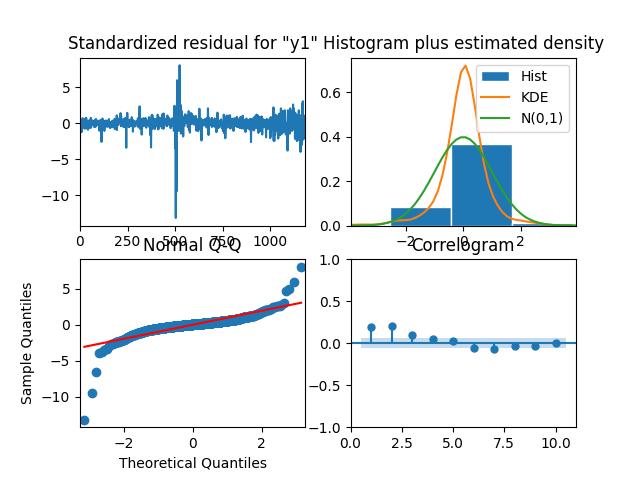 Standardized residual for "y1"
5
0
−5
−10
0 250 500 750 1000
Histogram plus estimated density
Hist
KDE
N(0,1)
0.6
0.4
0.2
0.0
−2 0 2
Normal Q-Q
Sample Quantiles
5
0
−5
−10
−2 0 2
Theoretical Quantiles
Correlogram
1.0
0.5
0.0
−0.5
−1.0
0.0 2.5 5.0 7.5 10.0